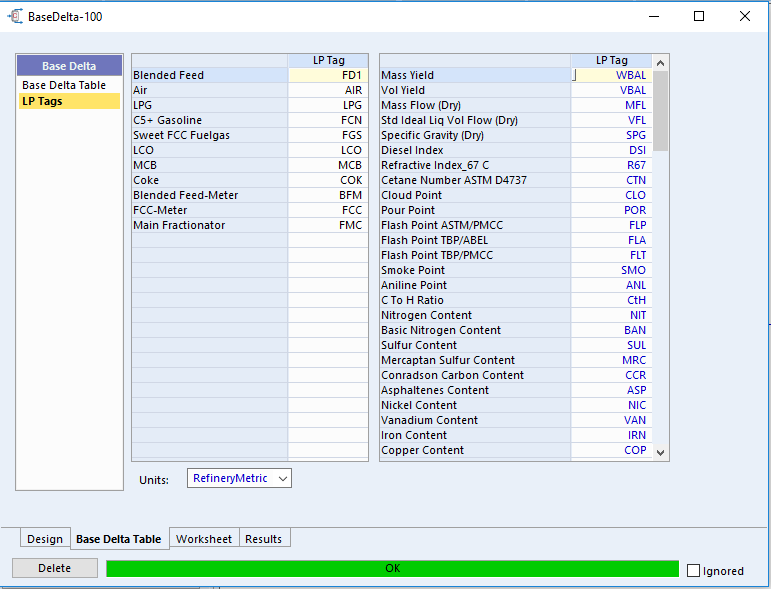 BaseDelta-100
Base Delta
Base Delta Table
LP Tags
LP Tag
Blended Feed FD1
Air AIR
LPG LPG
C5+ Gasoline FCN
Sweet FCC Fuelgas FGS
LCO LCO
MCB MCB
Coke COK
Blended Feed-Meter BFM
FCC-Meter FCC
Main Fractionator FMC
LP Tag
Mass Yield WBAL
Vol Yield VBAL
Mass Flow (Dry) MFL
Std Ideal Liq Vol Flow (Dry) VFL
Specific Gravity (Dry) SPG
Diesel Index DSI
Refractive Index_67 C R67
Cetane Number ASTM D4737 CTN
Cloud Point CLO
Pour Point POR
Flash Point ASTM/PMCC FLP
Flash Point TBP/ABEL FLA
Flash Point TBP/PMCC FLT
Smoke Point SMO
Aniline Point ANL
C To H Ratio CtH
Nitrogen Content NIT
Basic Nitrogen Content BAN
Sulfur Content SUL
Mercaptan Sulfur Content MRC
Conradson Carbon Content CCR
Asphaltenes Content ASP
Nickel Content NIC
Vanadium Content VAN
Iron Content IRN
Copper Content COP
Units: RefineryMetric
Design Base Delta Table Worksheet Results
Delete OK Ignored